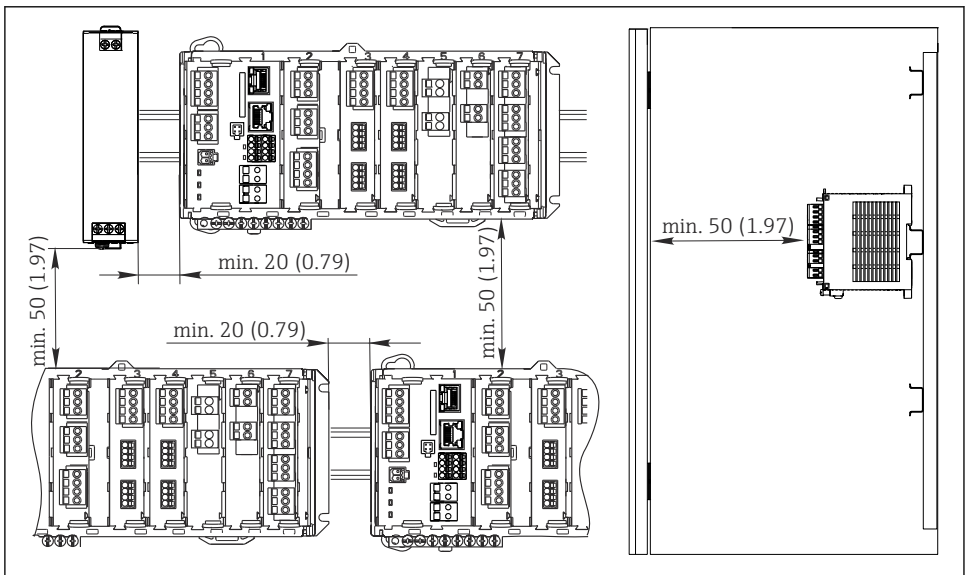 1 2 3 4 5 6 7
min. 50 (1.97)
min. 20 (0.79)
min. 50 (1.97)
min. 50 (1.97)
min. 20 (0.79)
2 3 4 5 6 7
1 2 3